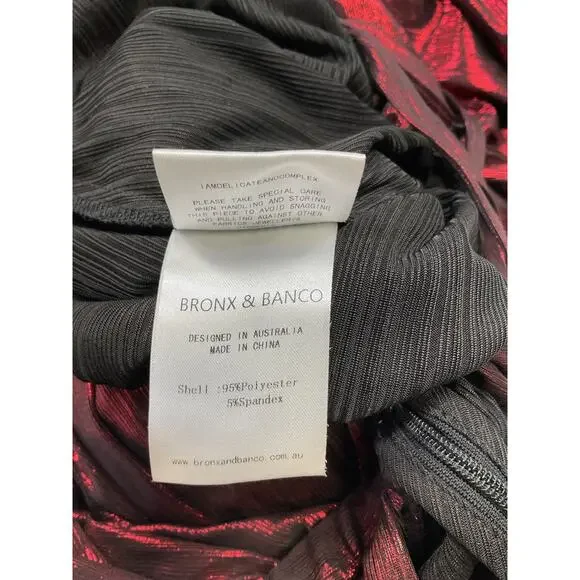 IAMDELICATEANDCOMPLEX
PLEASE TAKE SPECIAL CARE
WHEN HANDLING AND STORING
THIS PIECE TO AVOID SNAGGING
AND PULLING AGAINST OTHER
FABRICS
BRONX & BANCO
DESIGNED IN AUSTRALIA
MADE IN CHINA
Shell :95%Polyester
5%Spandex
www.bronxandbanco.com.au